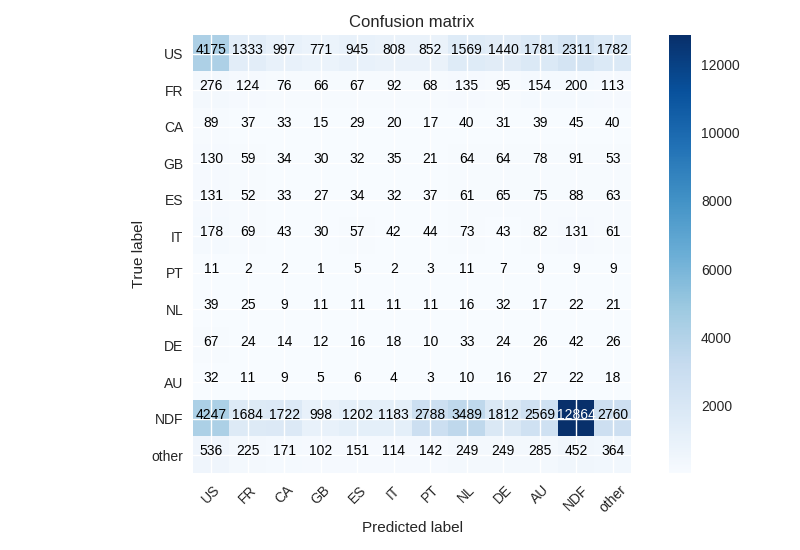 Confusion matrix
US 4175 1333 997 771 945 808 852 1569 1440 1781 2311 1782
FR 276 124 76 66 67 92 68 135 95 154 200 113
CA 89 37 33 15 29 20 17 40 31 39 45 40
GB 130 59 34 30 32 35 21 64 64 78 91 53
ES 131 52 33 27 34 32 37 61 65 75 88 63
IT 178 69 43 30 57 42 44 73 43 82 131 61
PT 11 2 2 1 5 2 3 11 7 9 9 9
NL 39 25 9 11 11 11 11 16 32 17 22 21
DE 67 24 14 12 16 18 10 33 24 26 42 26
AU 32 11 9 5 6 4 3 10 16 27 22 18
NDF 4247 1684 1722 998 1202 1183 2788 3489 1812 2569 12864 2760
other 536 225 171 102 151 114 142 249 249 285 452 364
US FR CA GB ES IT PT NL DE AU NDF other
Predicted label
True label
12000
10000
8000
6000
4000
2000